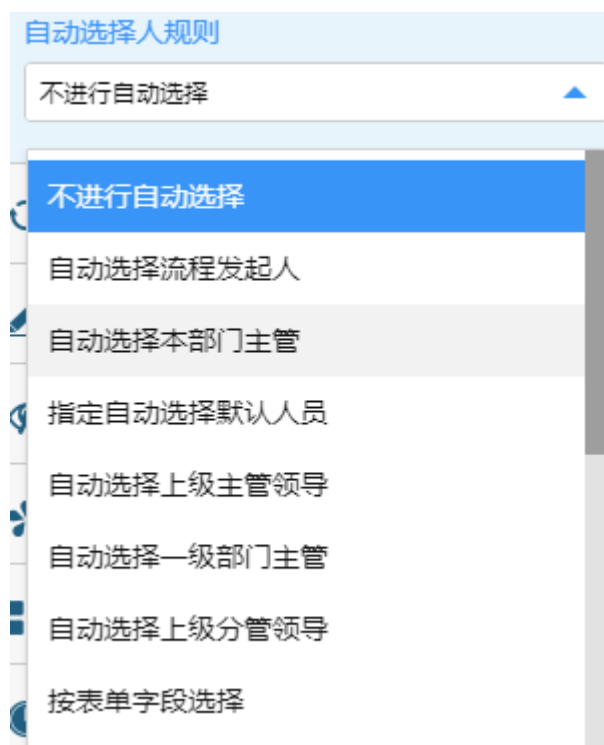 自动选择人规则
不进行自动选择
不进行自动选择
自动选择流程发起人
自动选择本部门主管
指定自动选择默认人员
自动选择上级主管领导
自动选择一级部门主管
自动选择上级分管领导
按表单字段选择